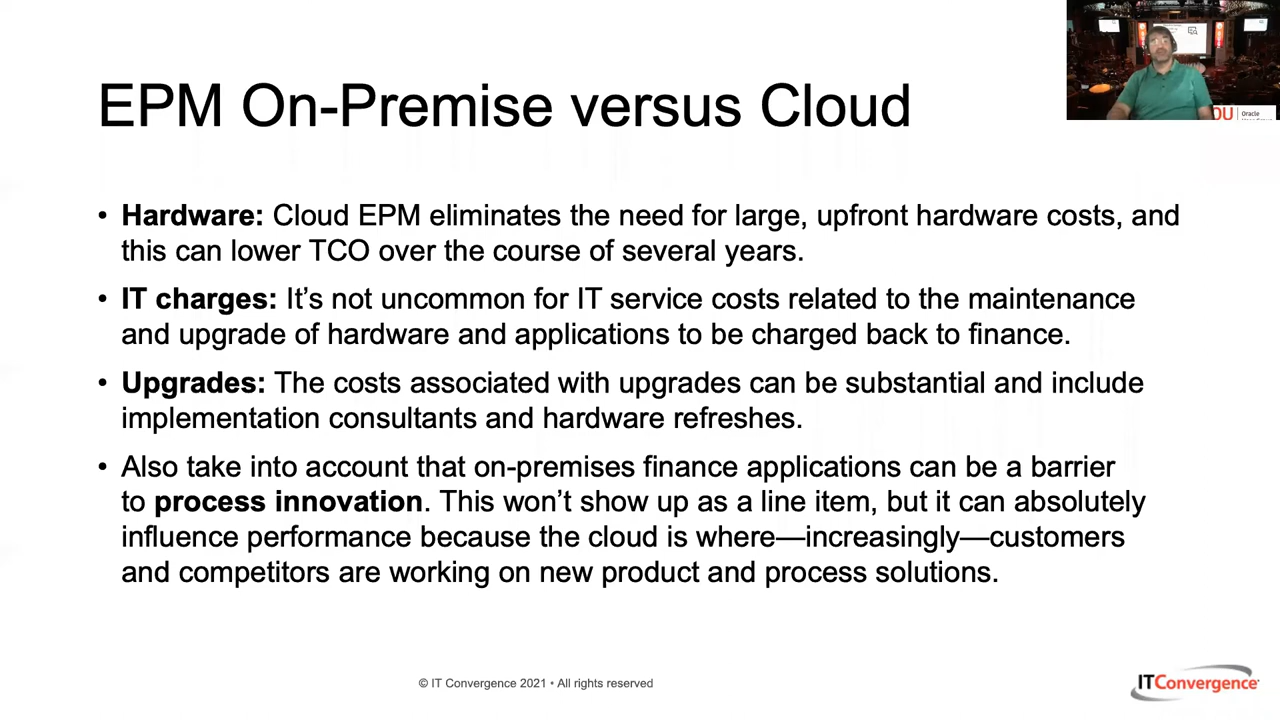 EPM On-Premise versus Cloud
• Hardware: Cloud EPM eliminates the need for large, upfront hardware costs, and
this can lower TCO over the course of several years.
• IT charges: It’s not uncommon for IT service costs related to the maintenance
and upgrade of hardware and applications to be charged back to finance.
• Upgrades: The costs associated with upgrades can be substantial and include
implementation consultants and hardware refreshes.
• Also take into account that on-premises finance applications can be a barrier
to process innovation. This won’t show up as a line item, but it can absolutely
influence performance because the cloud is where—increasingly—customers
and competitors are working on new product and process solutions.
OU
Oracle
© IT Convergence 2021 • All rights reserved
ITConvergence